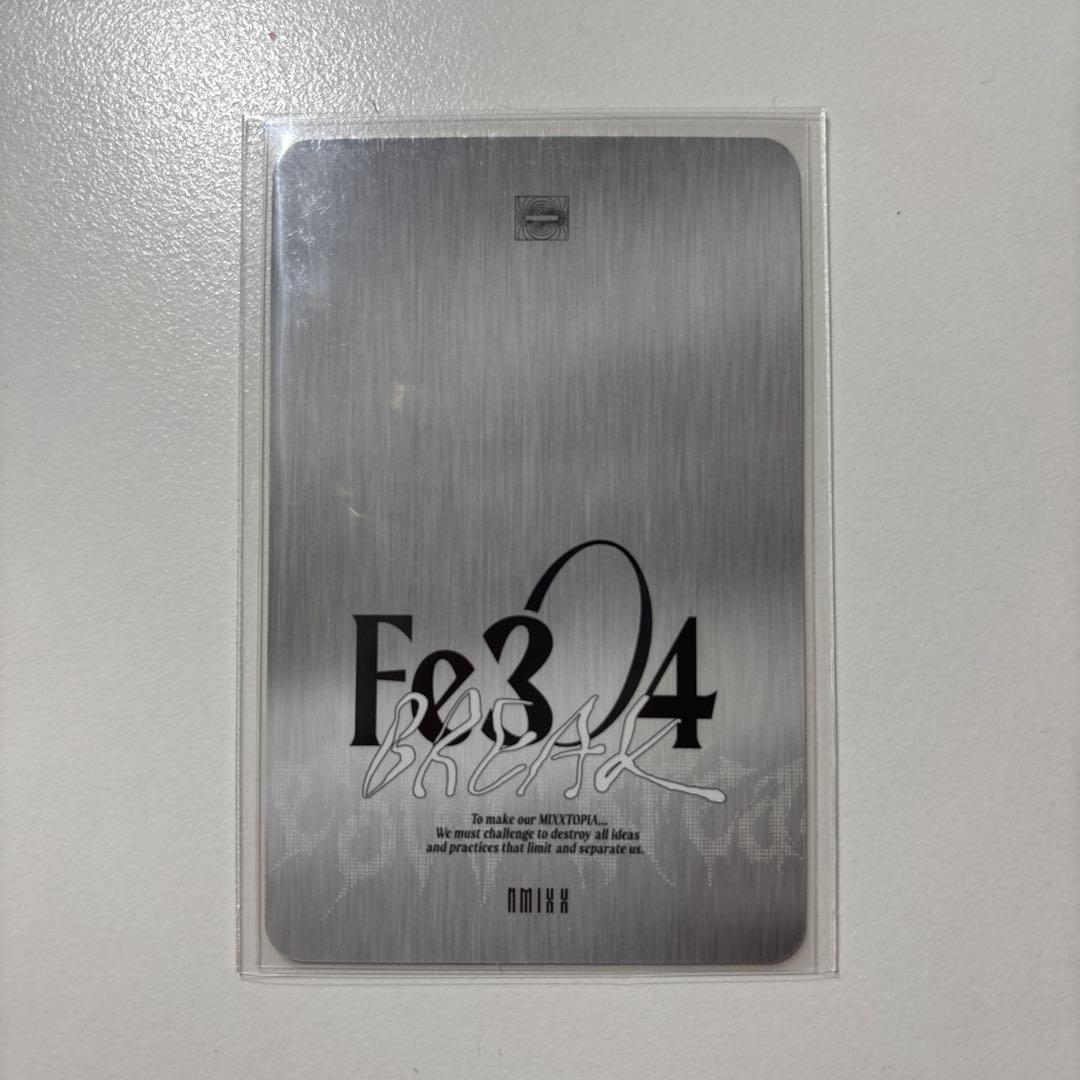 Fe3O4
BREAK
To make our MIXXTOPIA...
We must challenge to destroy all ideas
and practices that limit and separate us.
NMIXX